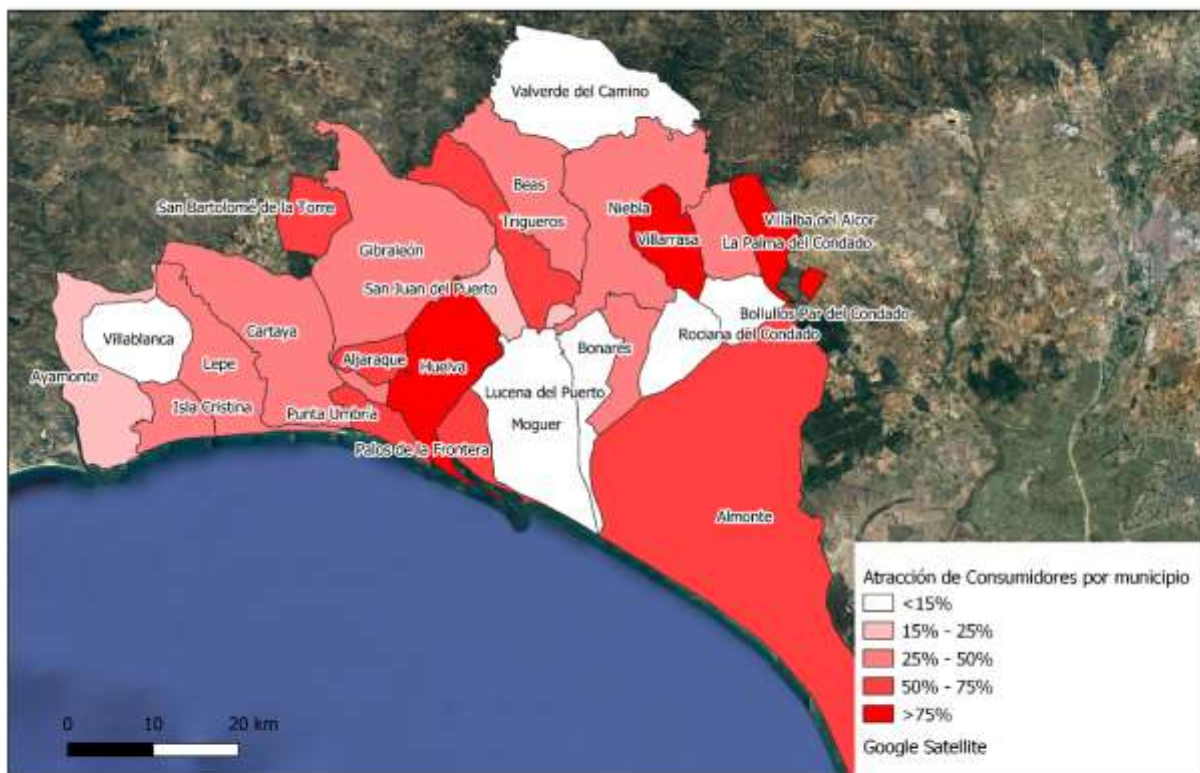 Valverde del Camino
Beas
San Bartolomé de la Torre
Niebla
Trigueros
Villalba del Alcor
Villarrasa
La Palma del Condado
Gibraleón
San Juan del Puerto
Bollullos Par del Condado
Cartaya
Rociana del Condado
Villablanca
Bonares
Aljaraque
Lepe
Huelva
Ayamonte
Lucena del Puerto
Isla Cristina
Punta Umbría
Moguer
Palos de la Frontera
Almonte
Atracción de Consumidores por municipio
<15%
15% - 25%
25% - 50%
50% - 75%
>75%
Google Satellite
0 10 20 km